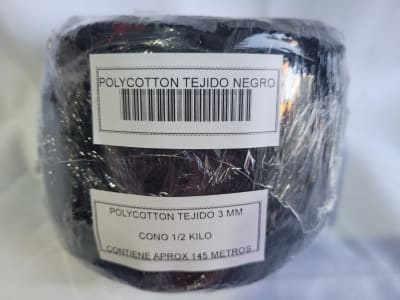 POLYCOTTON TEJIDO NEGRO
POLYCOTTON TEJIDO 3 MM
CONO 1/2 KILO
CONTIENE APROX 145 METROS